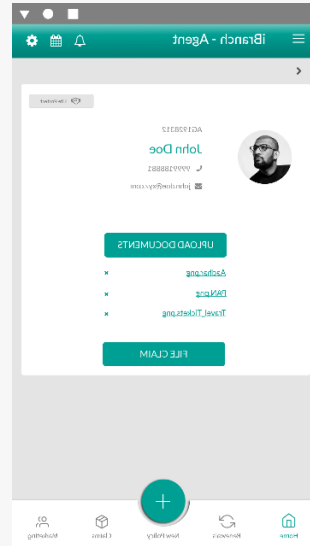 iBranch - Agent
John Doe
UPLOAD DOCUMENTS
Aadhar.png
PAN.png
Travel_Tickets.png
FILE CLAIM
Home
Renewals
New Policy
Claims
Marketing